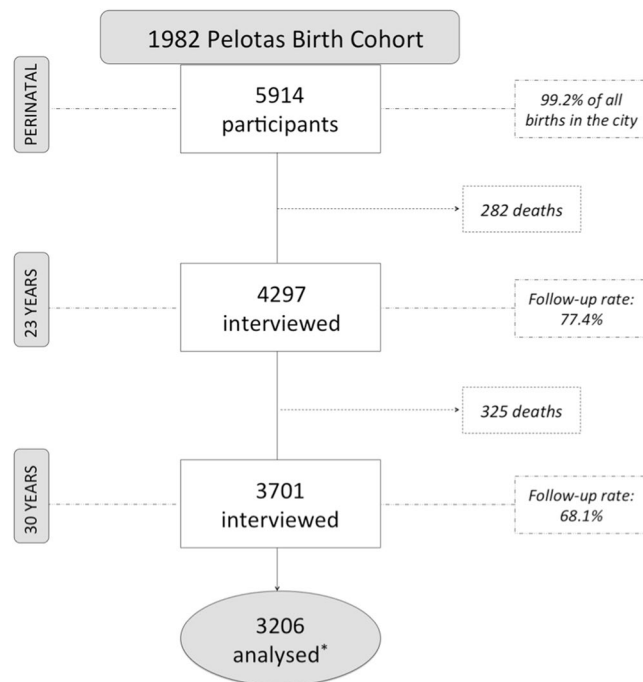 1982 Pelotas Birth Cohort
PERINATAL
5914
participants
99.2% of all
births in the city
282 deaths
23 YEARS
4297
interviewed
Follow-up rate:
77.4%
325 deaths
30 YEARS
3701
interviewed
Follow-up rate:
68.1%
3206
analysed*